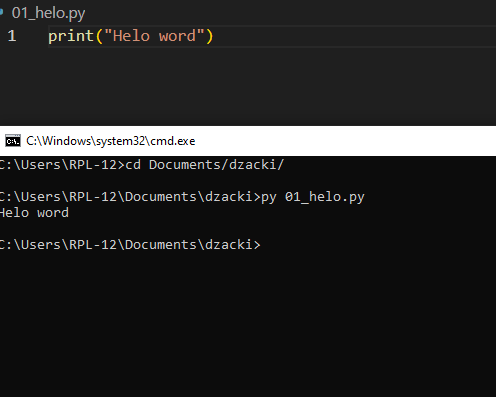 01_helo.py
1 print("Helo word")
C:\Windows\system32\cmd.exe
C:\Users\RPL-12>cd Documents/dzacki/
C:\Users\RPL-12\Documents\dzacki>py 01_helo.py
Helo word
C:\Users\RPL-12\Documents\dzacki>